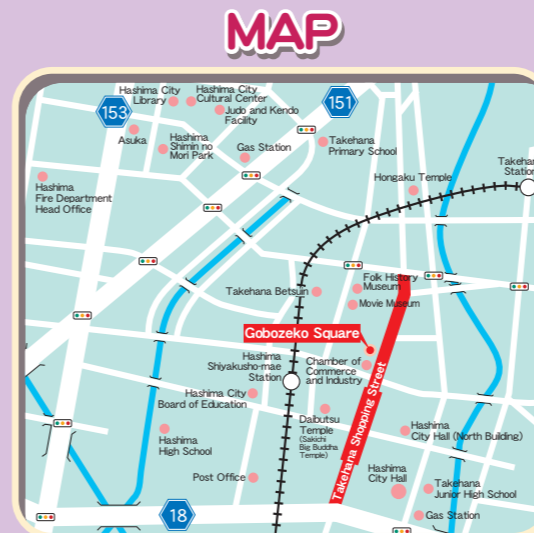 MAP
Hashima City
Library
Hashima City
Cultural Center
Judo and Kendo
Facility
153
151
Asuka
Hashima
Shimin no
Mori Park
Gas Station
Takehana
Primary School
Hashima
Fire Department
Head Office
Hongaku Temple
Takehana
Station
Takehana Betsuin
Folk History
Museum
Movie Museum
Gobozeko Square
Hashima
Shiyakusho-mae
Station
Chamber of
Commerce
and Industry
Hashima City
Board of Education
Daibutsu
Temple
(Sakichi
Big Buddha
Temple)
Takehana Shopping Street
Hashima
High School
Hashima
City Hall (North Building)
Post Office
Hashima
City Hall
Takehana
Junior High School
Gas Station
18